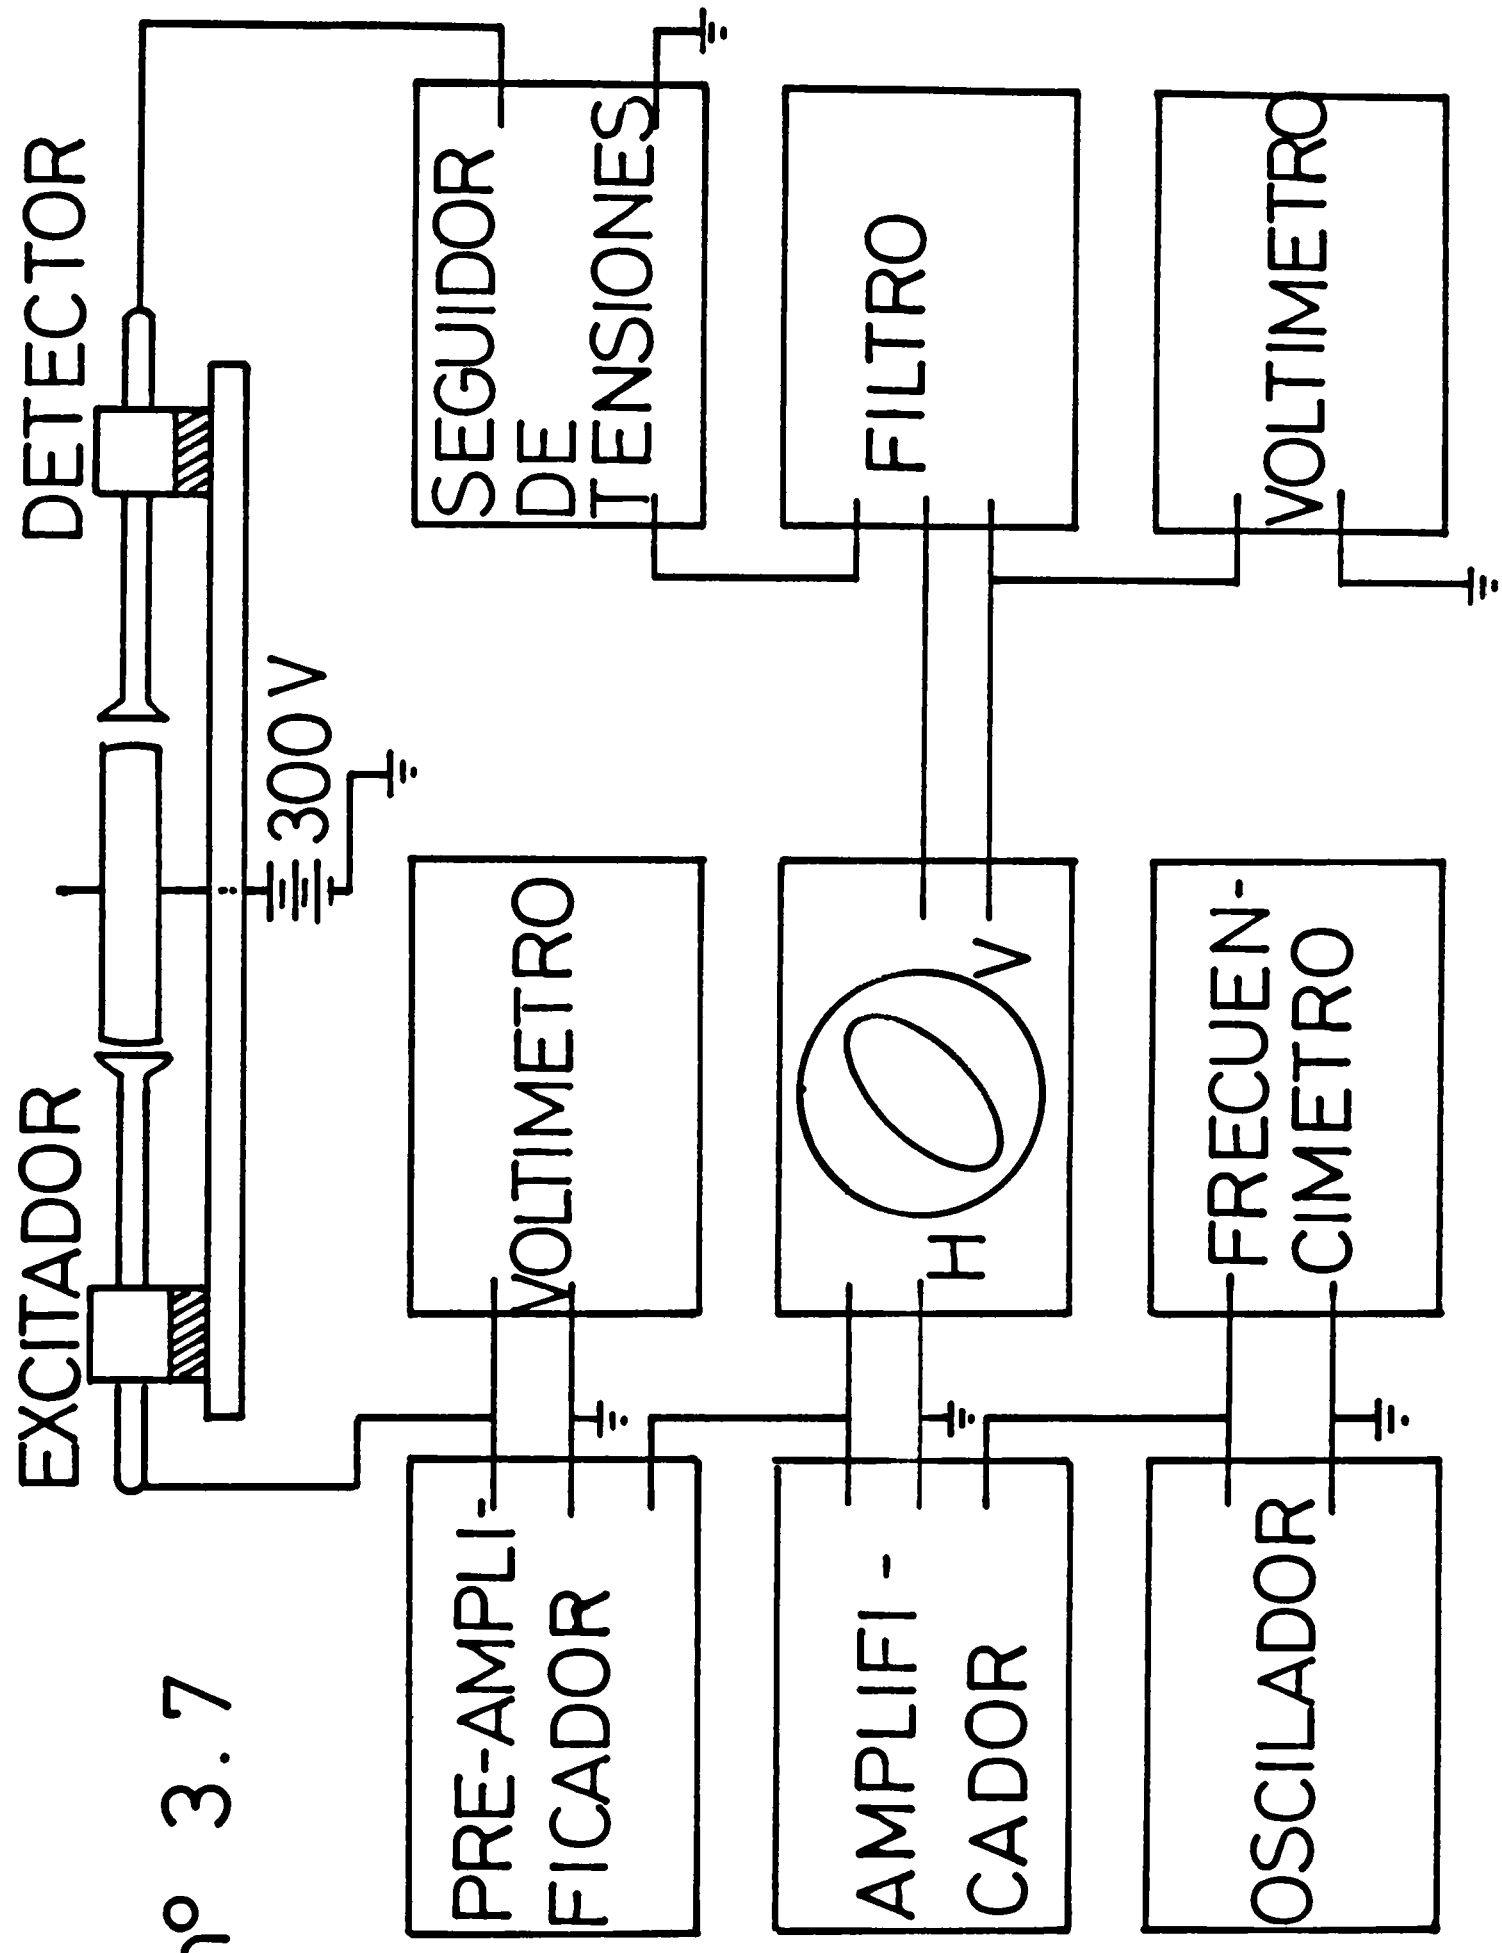 nº 3.7
EXCITADOR
DETECTOR
300 V
PRE-AMPLI-
FICADOR
VOLTIMETRO
SEGUIDOR
DE
TENSIONES
AMPLIFI-
CADOR
H
V
FILTRO
OSCILADOR
FRECUEN-
CIMETRO
VOLTIMETRO